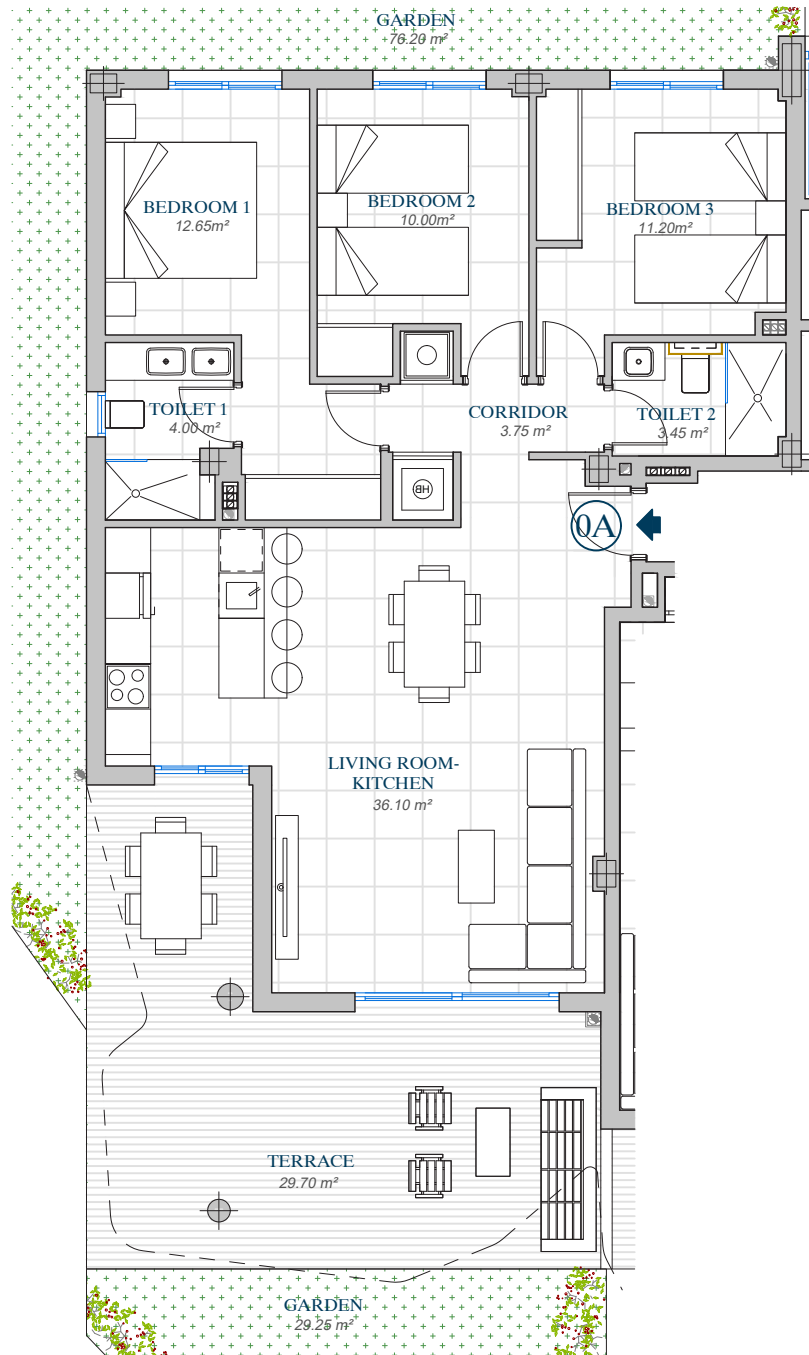 GARDEN
76.20 m²
BEDROOM 1
12.65m²
BEDROOM 2
10.00m²
BEDROOM 3
11.20m²
TOILET 1
4.00 m²
CORRIDOR
3.75 m²
TOILET 2
3.45 m²
HB
0A
LIVING ROOM-
KITCHEN
36.10 m²
TERRACE
29.70 m²
GARDEN
29.25 m²